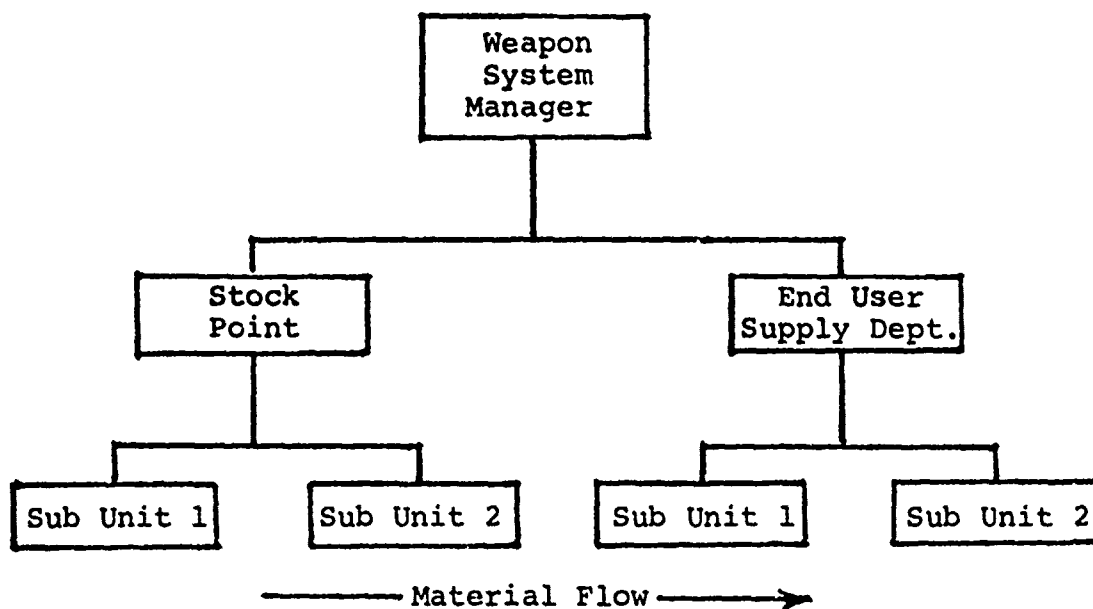 Weapon
System
Manager
Stock
Point
End User
Supply Dept.
Sub Unit 1
Sub Unit 2
Sub Unit 1
Sub Unit 2
Material Flow